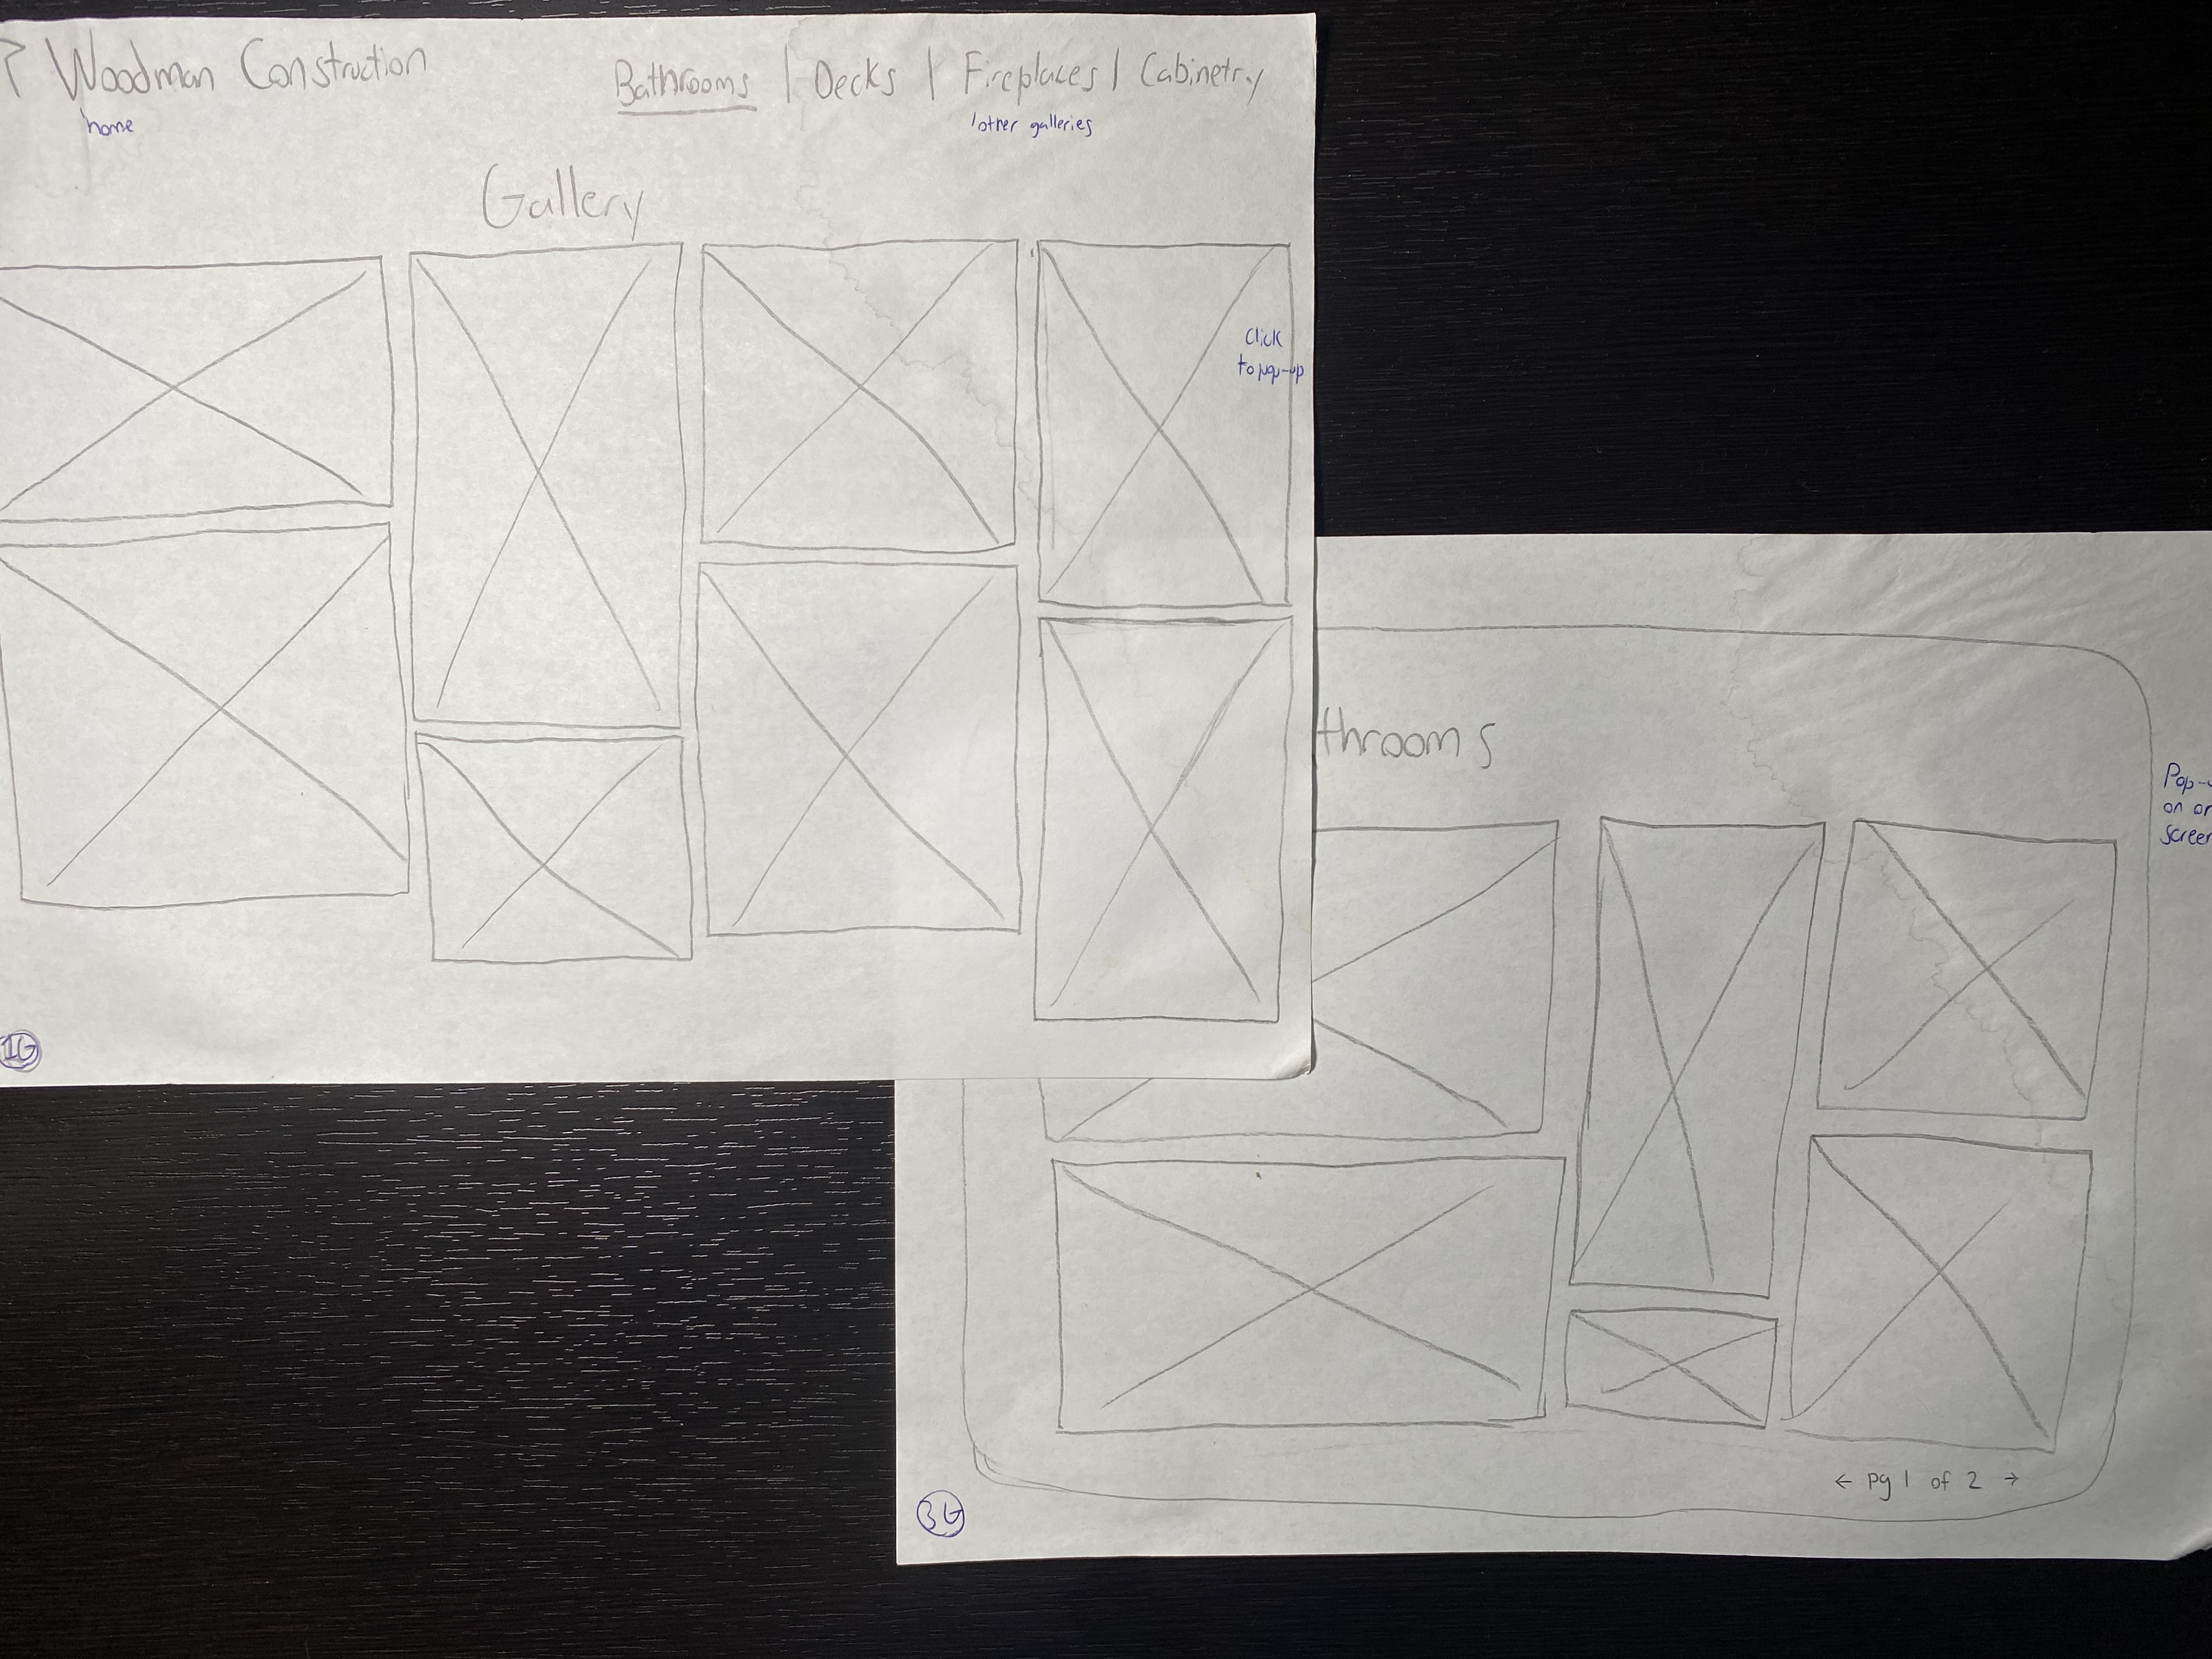 Woodman Construction
Bathrooms | Decks | Fireplaces | Cabinetry
home
other galleries
Gallery
click
to pop-up
1G
throoms
Pop-u
on or
screen
← pg 1 of 2 →
3G